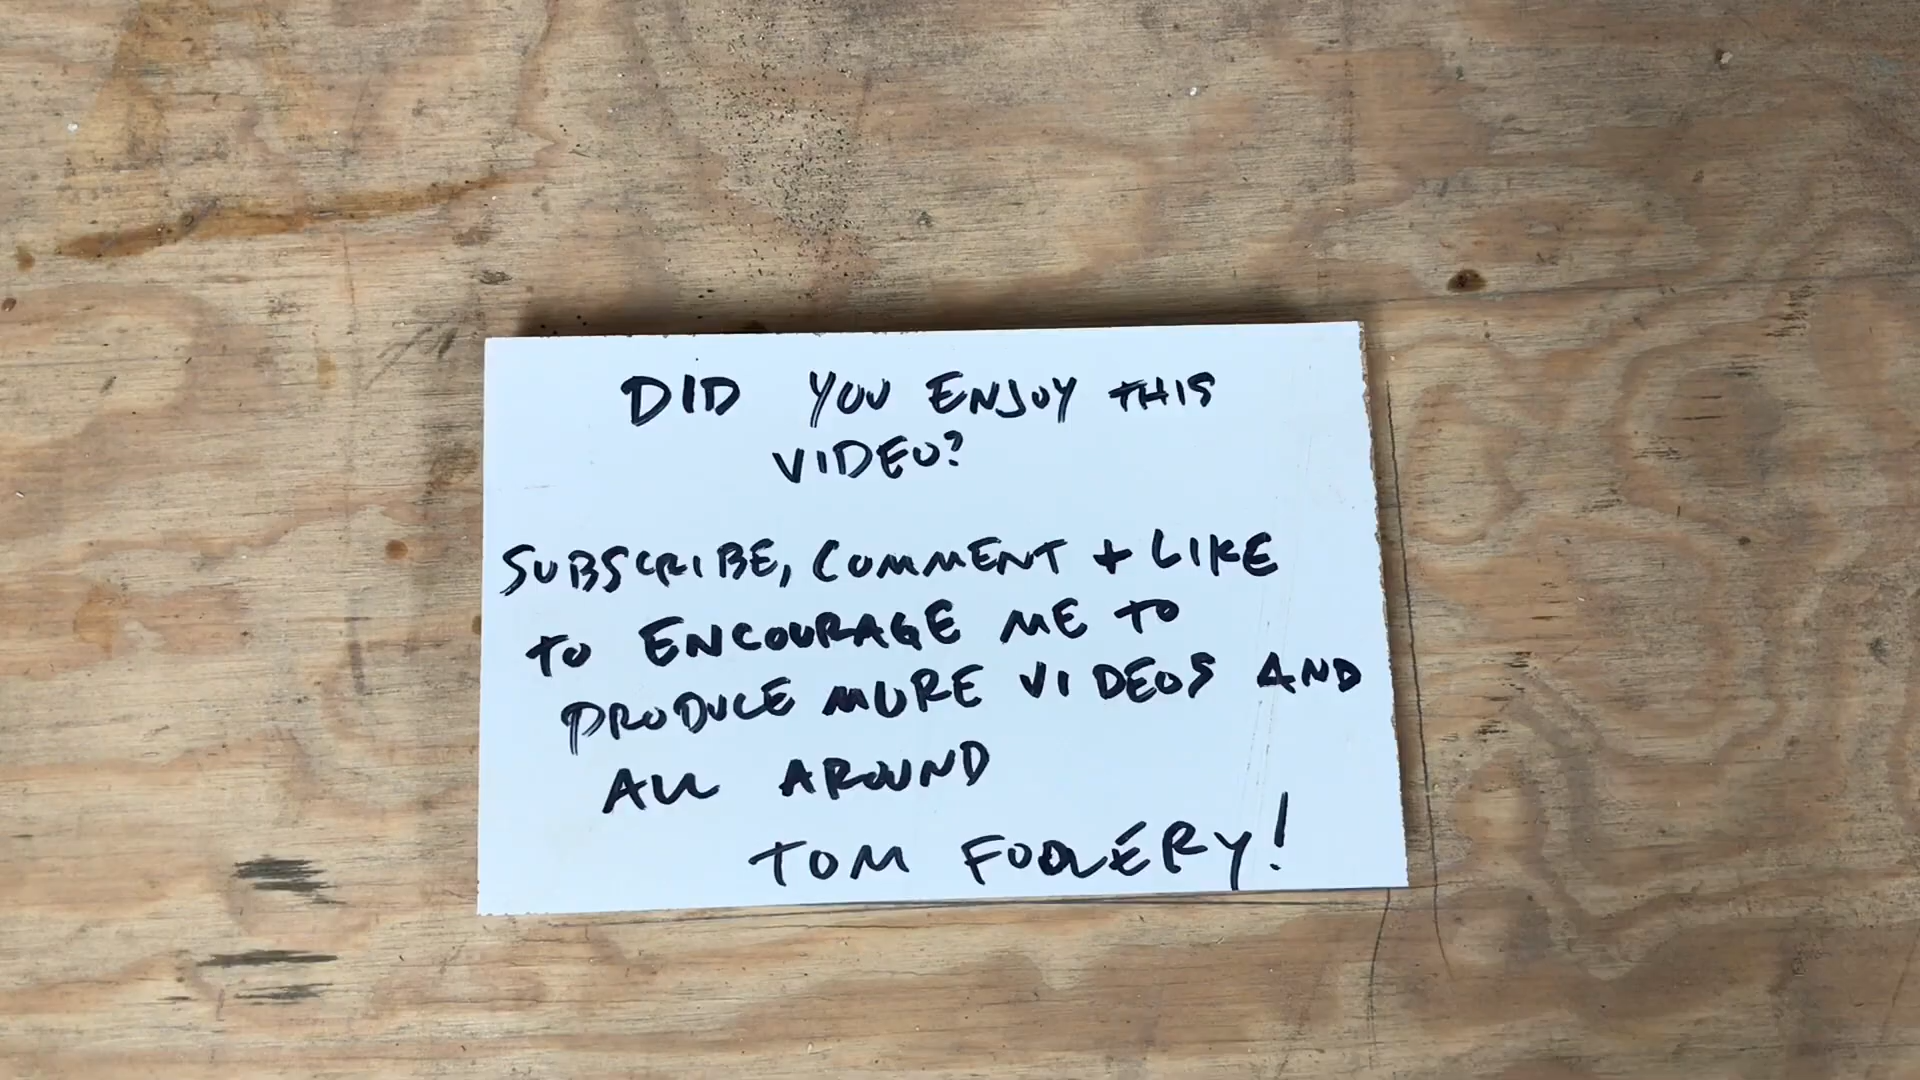 DID YOU ENJOY THIS
VIDEO?
SUBSCRIBE, COMMENT + LIKE
TO ENCOURAGE ME TO
PRODUCE MORE VIDEOS AND
ALL AROUND
TOM FOOLERY!